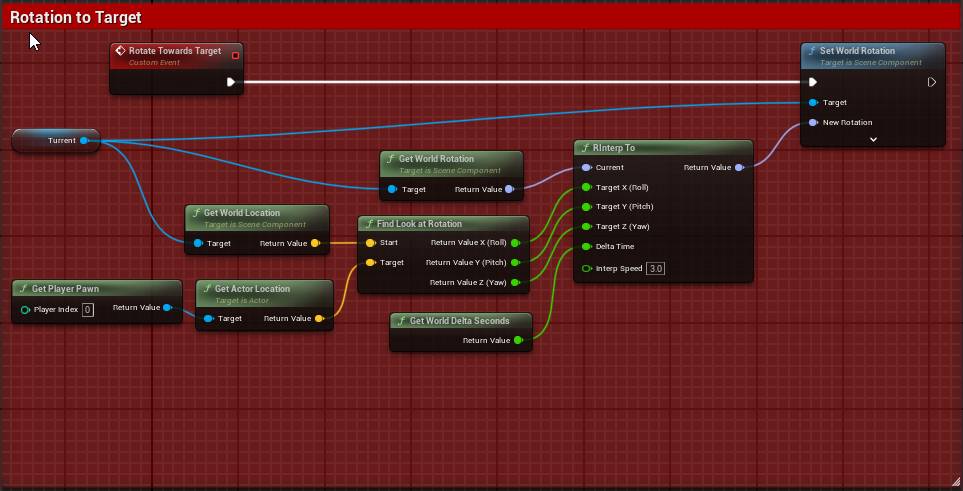 Rotation to Target
Rotate Towards Target
Custom Event
Set World Rotation
Target is Scene Component
Target
New Rotation
Turrent
Get World Rotation
Target is Scene Component
Target Return Value
RInterp To
Current Return Value
Target X (Roll)
Target Y (Pitch)
Target Z (Yaw)
Delta Time
Interp Speed 3.0
Get World Location
Target is Scene Component
Target Return Value
Find Look at Rotation
Start Return Value X (Roll)
Target Return Value Y (Pitch)
Return Value Z (Yaw)
Get Player Pawn
Player Index 0 Return Value
Get Actor Location
Target is Actor
Target Return Value
Get World Delta Seconds
Return Value